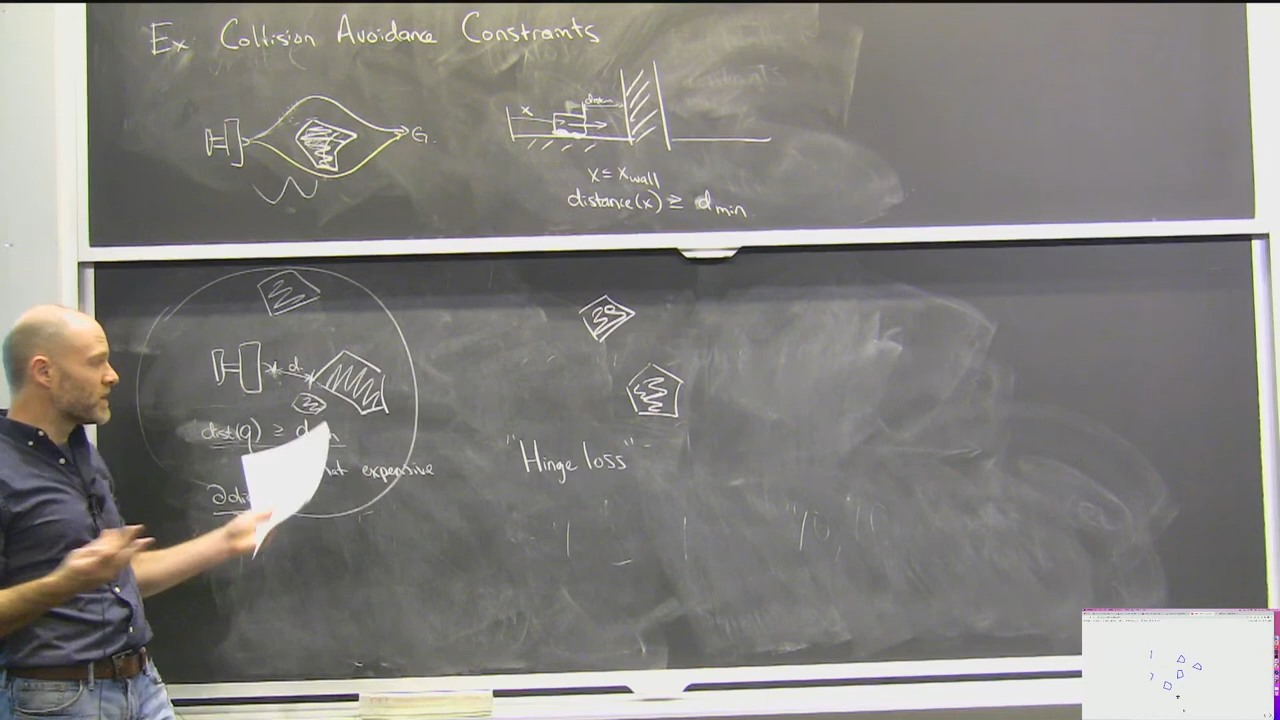 Ex Collision Avoidance Constraints
G.
x
dmin
x ≤ xwall
distance(x) ≥ dmin
d
dist(q) ≥
expensive
"Hinge loss"